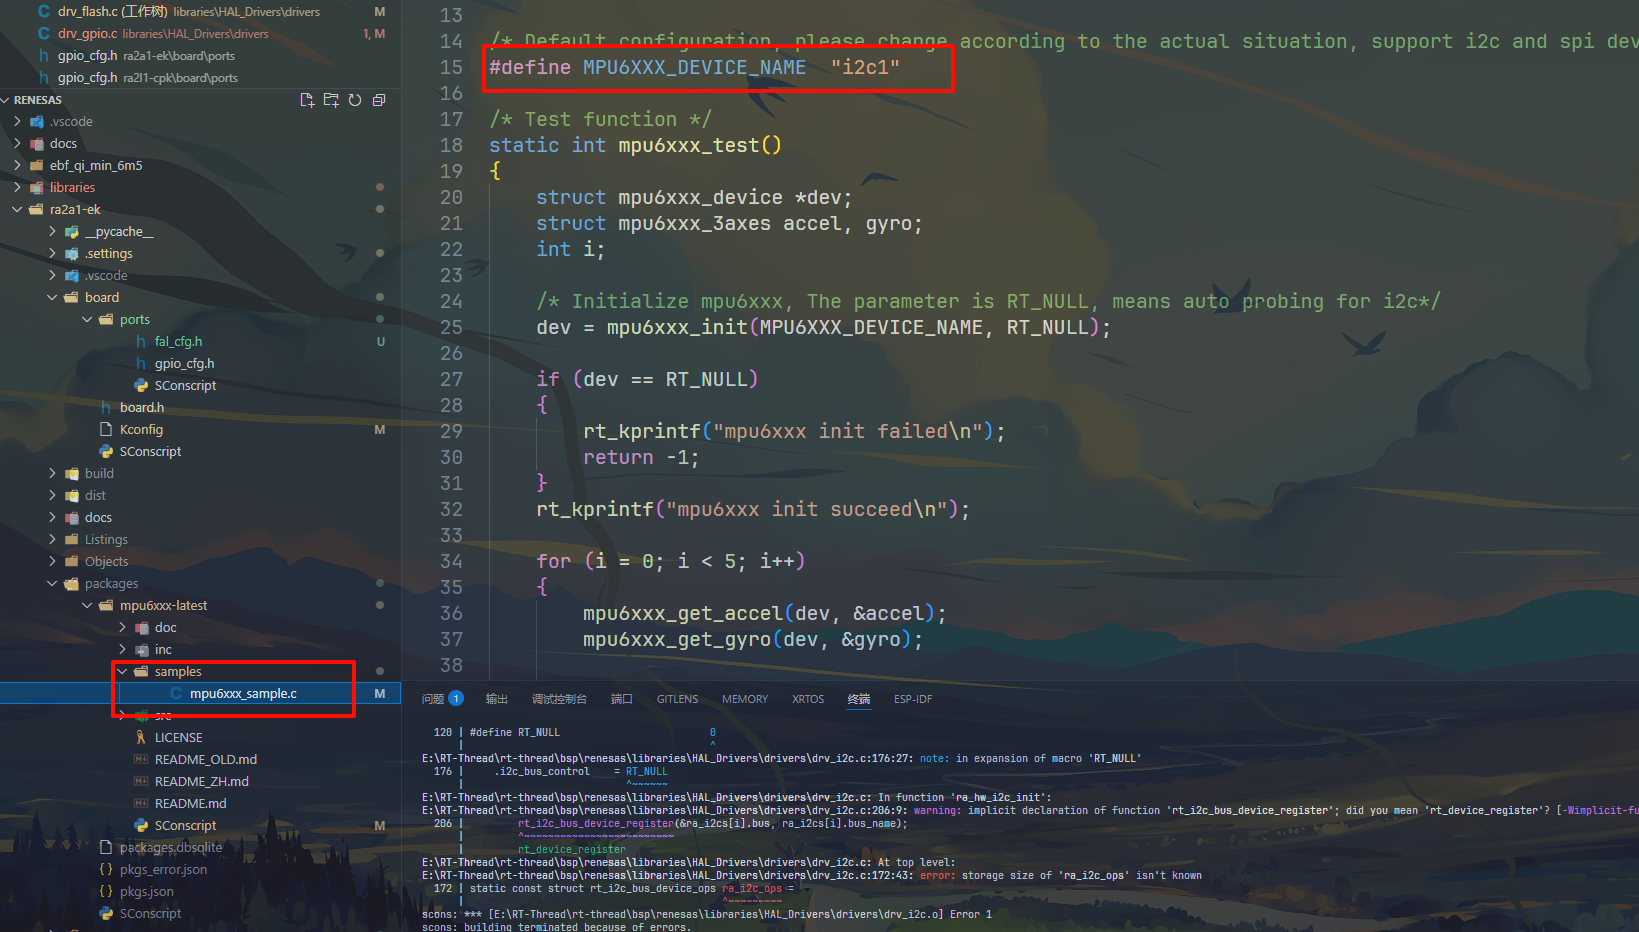 drv_flash.c (工作树) libraries\HAL_Drivers\drivers M
drv_gpio.c libraries\HAL_Drivers\drivers 1, M
gpio_cfg.h ra2a1-ek\board\ports
gpio_cfg.h ra2l1-cpk\board\ports
RENESAS
.vscode
docs
ebf_qi_min_6m5
libraries
ra2a1-ek
__pycache__
.settings
.vscode
board
ports
fal_cfg.h U
gpio_cfg.h
SConscript
board.h
Kconfig M
SConscript
build
dist
docs
Listings
Objects
packages
mpu6xxx-latest
doc
inc
samples
mpu6xxx_sample.c M
src
LICENSE
README_OLD.md
README_ZH.md
README.md
SConscript M
packages.dbsqlite
pkgs_error.json
pkgs.json
SConscript
13
14 /* Default configuration, please change according to the actual situation, support i2c and spi dev
15 #define MPU6XXX_DEVICE_NAME "i2c1"
16
17 /* Test function */
18 static int mpu6xxx_test()
19 {
20 struct mpu6xxx_device *dev;
21 struct mpu6xxx_3axes accel, gyro;
22 int i;
23
24 /* Initialize mpu6xxx, The parameter is RT_NULL, means auto probing for i2c*/
25 dev = mpu6xxx_init(MPU6XXX_DEVICE_NAME, RT_NULL);
26
27 if (dev == RT_NULL)
28 {
29 rt_kprintf("mpu6xxx init failed\n");
30 return -1;
31 }
32 rt_kprintf("mpu6xxx init succeed\n");
33
34 for (i = 0; i < 5; i++)
35 {
36 mpu6xxx_get_accel(dev, &accel);
37 mpu6xxx_get_gyro(dev, &gyro);
38
问题 1 输出 调试控制台 端口 GITLENS MEMORY XRTOS 终端 ESP-IDF
120 | #define RT_NULL 0
| ^
E:\RT-Thread\rt-thread\bsp\renesas\libraries\HAL_Drivers\drivers\drv_i2c.c:176:27: note: in expansion of macro 'RT_NULL'
176 | .i2c_bus_control = RT_NULL
| ^~~~~~~
E:\RT-Thread\rt-thread\bsp\renesas\libraries\HAL_Drivers\drivers\drv_i2c.c: In function 'ra_hw_i2c_init':
E:\RT-Thread\rt-thread\bsp\renesas\libraries\HAL_Drivers\drivers\drv_i2c.c:206:9: warning: implicit declaration of function 'rt_i2c_bus_device_register'; did you mean 'rt_device_register'? [-Wimplicit-fu
206 | rt_i2c_bus_device_register(&ra_i2cs[i].bus, ra_i2cs[i].bus_name);
| ^~~~~~~~~~~~~~~~~~~~~~~~~~
| rt_device_register
E:\RT-Thread\rt-thread\bsp\renesas\libraries\HAL_Drivers\drivers\drv_i2c.c: At top level:
E:\RT-Thread\rt-thread\bsp\renesas\libraries\HAL_Drivers\drivers\drv_i2c.c:172:43: error: storage size of 'ra_i2c_ops' isn't known
172 | static const struct rt_i2c_bus_device_ops ra_i2c_ops =
| ^~~~~~~~~~
scons: *** [E:\RT-Thread\rt-thread\bsp\renesas\libraries\HAL_Drivers\drivers\drv_i2c.o] Error 1
scons: building terminated because of errors.